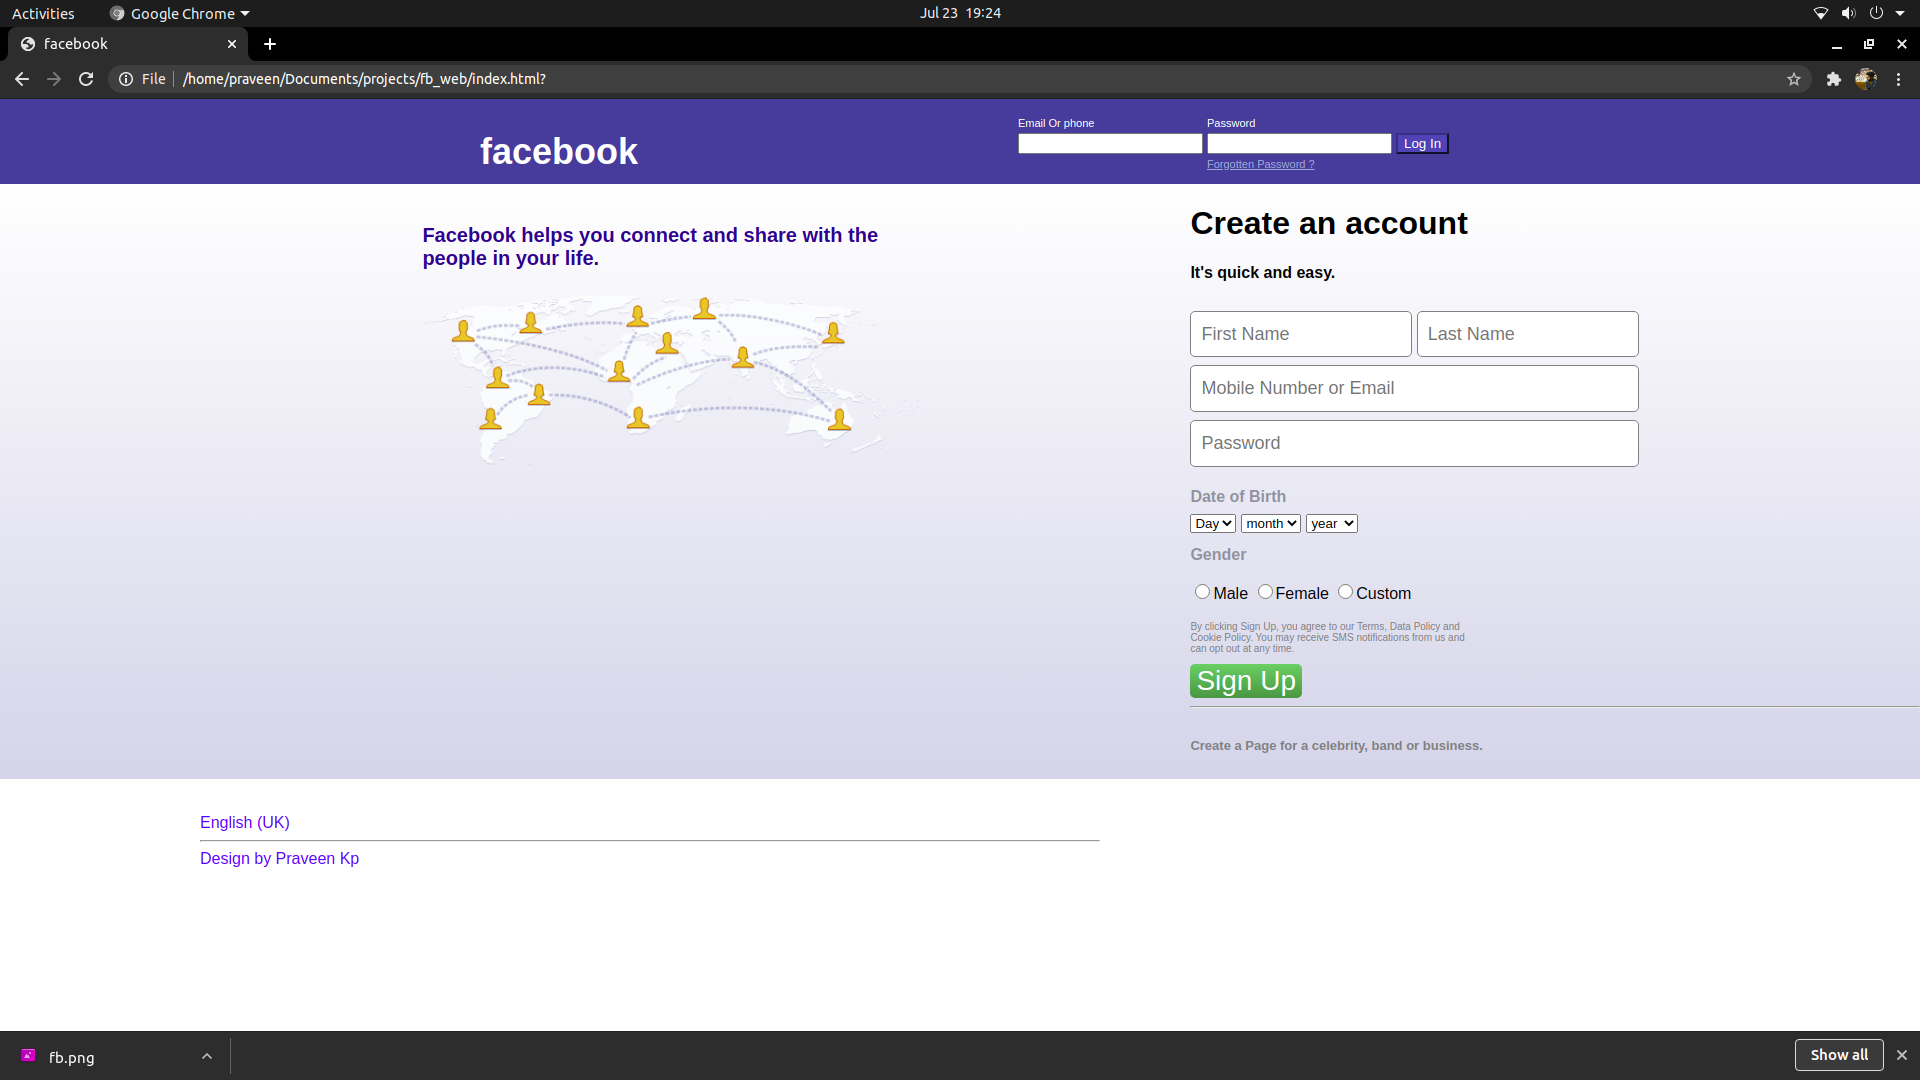 Activities
Google Chrome
Jul 23 19:24
facebook
File
/home/praveen/Documents/projects/fb_web/index.html?
facebook
Email Or phone
Password
Log In
Forgotten Password ?
Facebook helps you connect and share with the
people in your life.
Create an account
It's quick and easy.
First Name
Last Name
Mobile Number or Email
Password
Date of Birth
Day month year
Gender
Male Female Custom
By clicking Sign Up, you agree to our Terms, Data Policy and
Cookie Policy. You may receive SMS notifications from us and
can opt out at any time.
Sign Up
Create a Page for a celebrity, band or business.
English (UK)
Design by Praveen Kp
fb.png
Show all